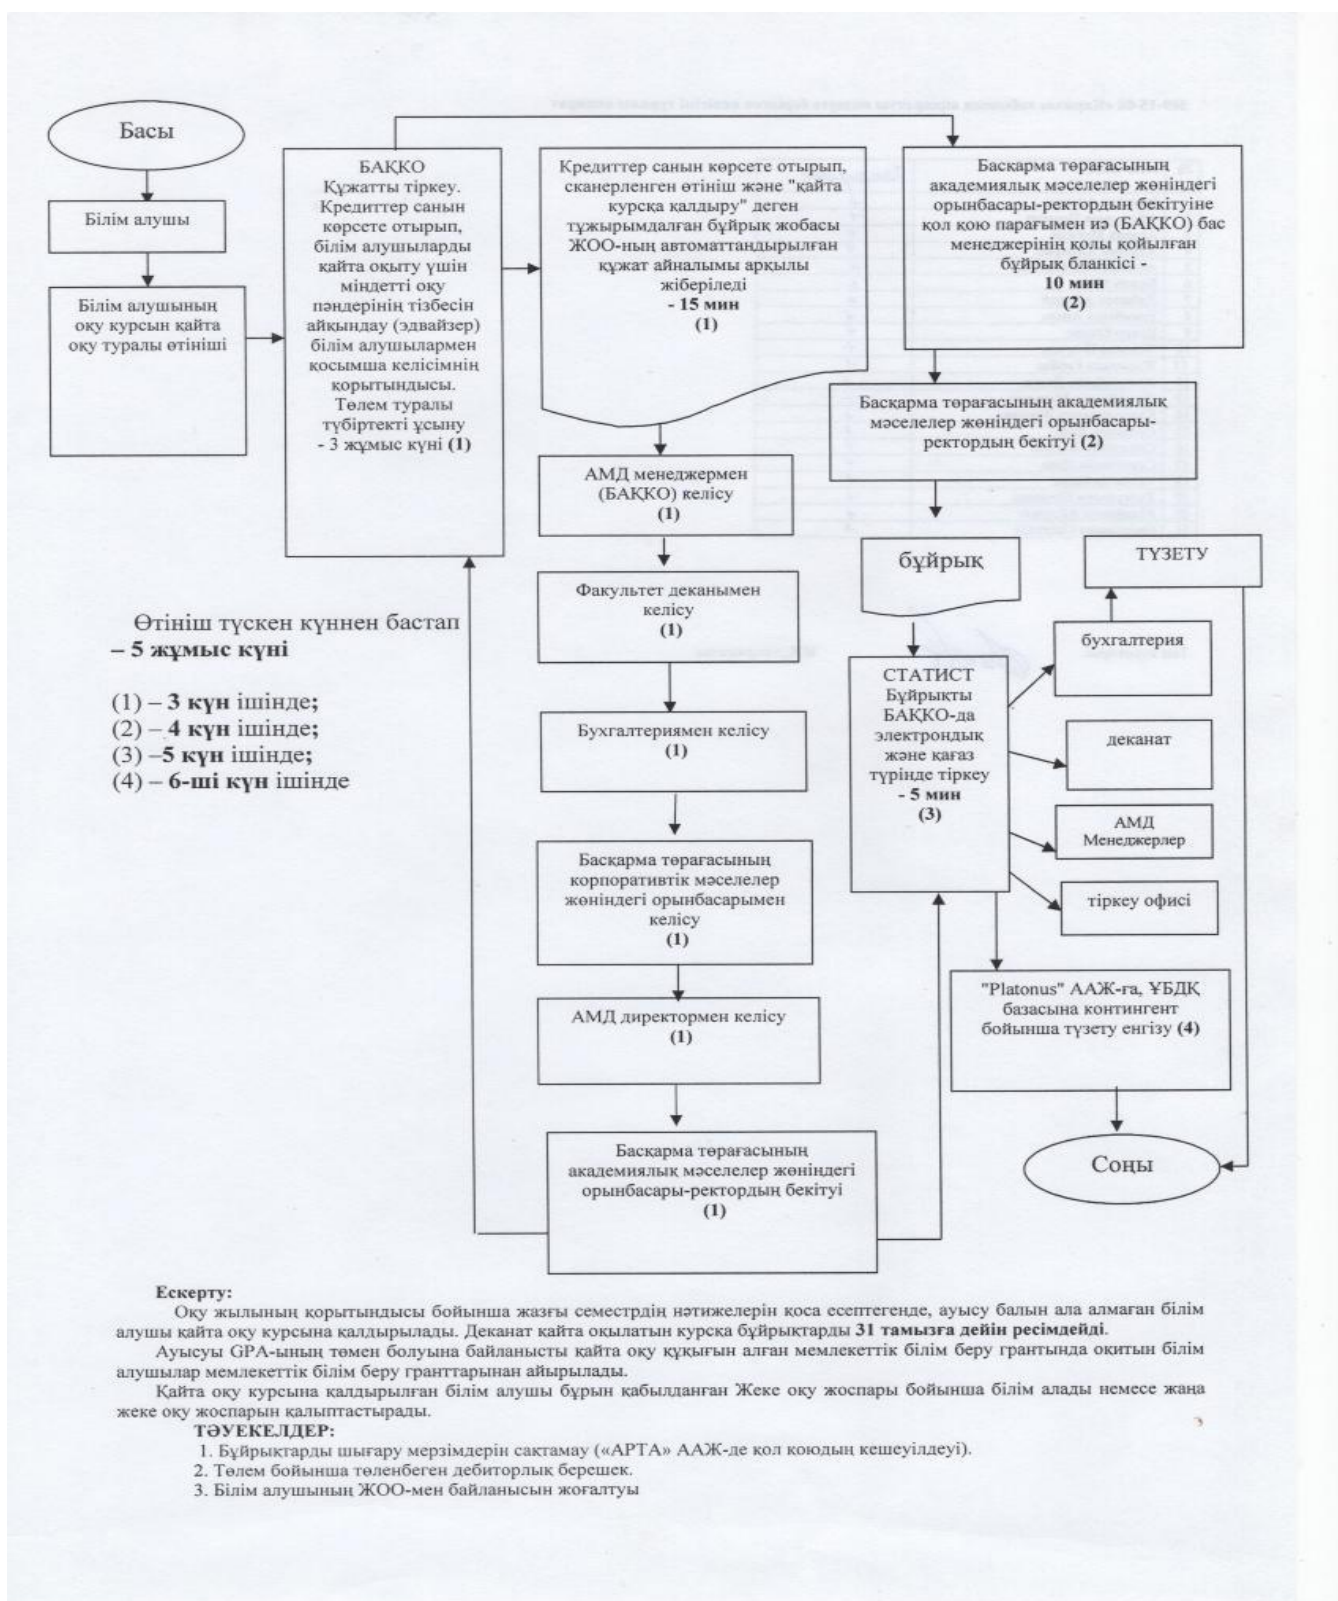 Басы
Білім алушы
Білім алушының
оқу курсын қайта
оқу туралы өтініші
БАҚКО
Құжатты тіркеу.
Кредиттер санын
көрсете отырып,
білім алушыларды
қайта оқыту үшін
міндетті оқу
пәндерінің тізбесін
айқындау (эдвайзер)
білім алушылармен
қосымша келісімнің
қорытындысы.
Төлем туралы
түбіртекті ұсыну
- 3 жұмыс күні (1)
Кредиттер санын көрсете отырып,
сканерленген өтініш және "қайта
курсқа қалдыру" деген
тұжырымдалған бұйрық жобасы
ЖОО-ның автоматтандырылған
құжат айналымы арқылы
жіберіледі
- 15 мин
(1)
Басқарма төрағасының
академиялық мәселелер жөніндегі
орынбасары-ректордың бекітуіне
қол қою парағымен иә (БАҚКО) бас
менеджерінің қолы қойылған
бұйрық бланкісі -
10 мин
(2)
Басқарма төрағасының академиялық
мәселелер жөніндегі орынбасары-
ректордың бекітуі (2)
АМД менеджермен
(БАҚКО) келісу
(1)
бұйрық
ТҮЗЕТУ
Факультет деканымен
келісу
(1)
Өтініш түскен күннен бастап
– 5 жұмыс күні
(1) – 3 күн ішінде;
(2) – 4 күн ішінде;
(3) –5 күн ішінде;
(4) – 6-ші күн ішінде
бухгалтерия
СТАТИСТ
Бұйрықты
БАҚКО-да
электрондық
және қағаз
түрінде тіркеу
- 5 мин
(3)
Бухгалтериямен келісу
(1)
деканат
АМД
Менеджерлер
тіркеу офисі
Басқарма төрағасының
корпоративтік мәселелер
жөніндегі орынбасарымен
келісу
(1)
"Platonus" ААЖ-ға, ҰБДҚ
базасына контингент
бойынша түзету енгізу (4)
АМД директормен келісу
(1)
Басқарма төрағасының
академиялық мәселелер жөніндегі
орынбасары-ректордың бекітуі
(1)
Соңы
Ескерту:
Оқу жылының қорытындысы бойынша жазғы семестрдің нәтижелерін қоса есептегенде, ауысу балын ала алмаған білім
алушы қайта оқу курсына қалдырылады. Деканат қайта оқылатын курсқа бұйрықтарды 31 тамызға дейін ресімдейді.
Ауысуы GPA-ының төмен болуына байланысты қайта оқу құқығын алған мемлекеттік білім беру грантында оқитын білім
алушылар мемлекеттік білім беру гранттарынан айырылады.
Қайта оқу курсына қалдырылған білім алушы бұрын қабылданған Жеке оқу жоспары бойынша білім алады немесе жаңа
жеке оқу жоспарын қалыптастырады.
ТӘУЕКЕЛДЕР:
1. Бұйрықтарды шығару мерзімдерін сақтамау («АРТА» ААЖ-де қол қоюдың кешеуілдеуі).
2. Төлем бойынша төленбеген дебиторлық берешек.
3. Білім алушының ЖОО-мен байланысын жоғалтуы